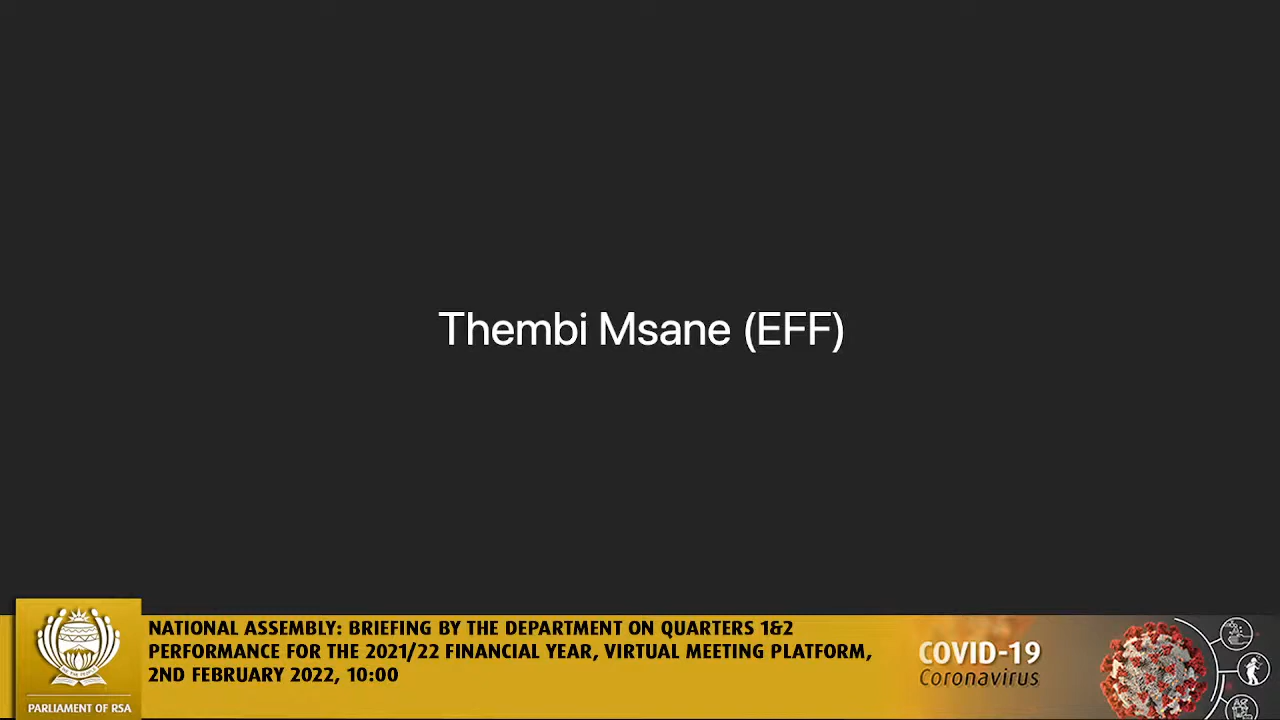 Thembi Msane (EFF)
NATIONAL ASSEMBLY: BRIEFING BY THE DEPARTMENT ON QUARTERS 1&2
PERFORMANCE FOR THE 2021/22 FINANCIAL YEAR, VIRTUAL MEETING PLATFORM,
2ND FEBRUARY 2022, 10:00
PARLIAMENT OF RSA
COVID-19
Coronavirus